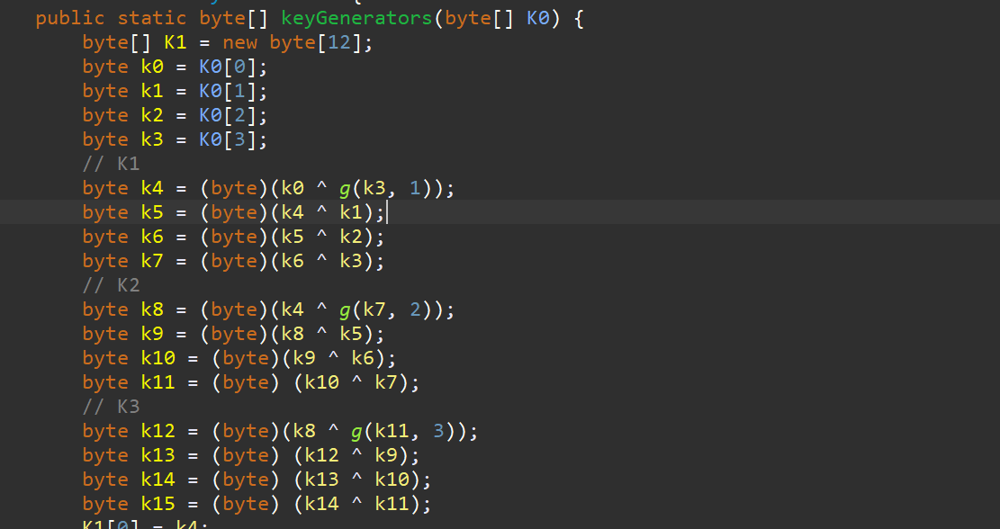 public static byte[] keyGenerators(byte[] K0) {
byte[] K1 = new byte[12];
byte k0 = K0[0];
byte k1 = K0[1];
byte k2 = K0[2];
byte k3 = K0[3];
// K1
byte k4 = (byte)(k0 ^ g(k3, 1));
byte k5 = (byte)(k4 ^ k1);
byte k6 = (byte)(k5 ^ k2);
byte k7 = (byte)(k6 ^ k3);
// K2
byte k8 = (byte)(k4 ^ g(k7, 2));
byte k9 = (byte)(k8 ^ k5);
byte k10 = (byte)(k9 ^ k6);
byte k11 = (byte) (k10 ^ k7);
// K3
byte k12 = (byte)(k8 ^ g(k11, 3));
byte k13 = (byte) (k12 ^ k9);
byte k14 = (byte) (k13 ^ k10);
byte k15 = (byte) (k14 ^ k11);
K1[0] = k4;